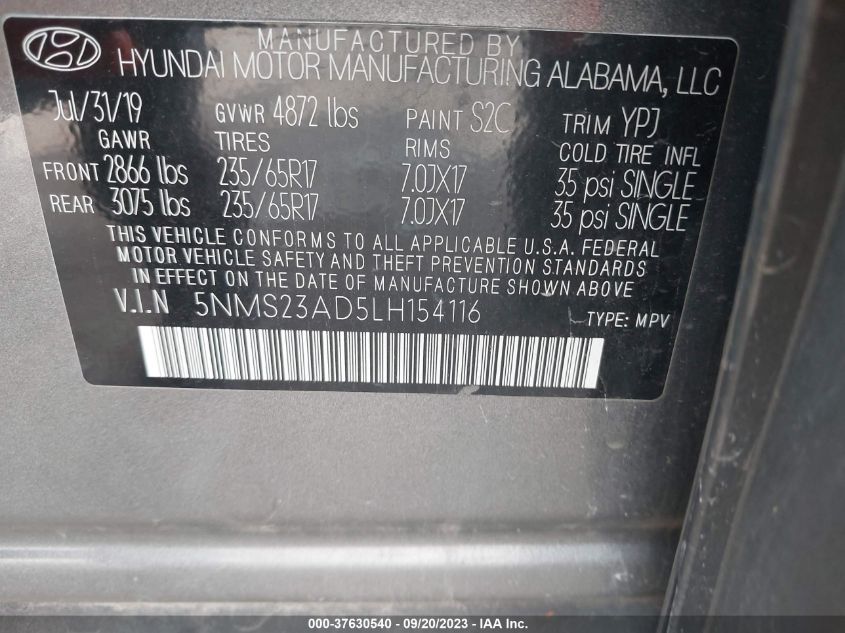 MANUFACTURED BY
HYUNDAI MOTOR MANUFACTURING ALABAMA, LLC
Jul/31/19 GVWR 4872 lbs PAINT S2C TRIM YPJ
GAWR TIRES RIMS COLD TIRE INFL
FRONT 2866 lbs 235/65R17 7.0JX17 35 psi SINGLE
REAR 3075 lbs 235/65R17 7.0JX17 35 psi SINGLE
THIS VEHICLE CONFORMS TO ALL APPLICABLE U.S.A. FEDERAL
MOTOR VEHICLE SAFETY AND THEFT PREVENTION STANDARDS
IN EFFECT ON THE DATE OF MANUFACTURE SHOWN ABOVE.
V.I.N 5NMS23AD5LH154116 TYPE: MPV
000-37630540 - 09/20/2023 - IAA Inc.